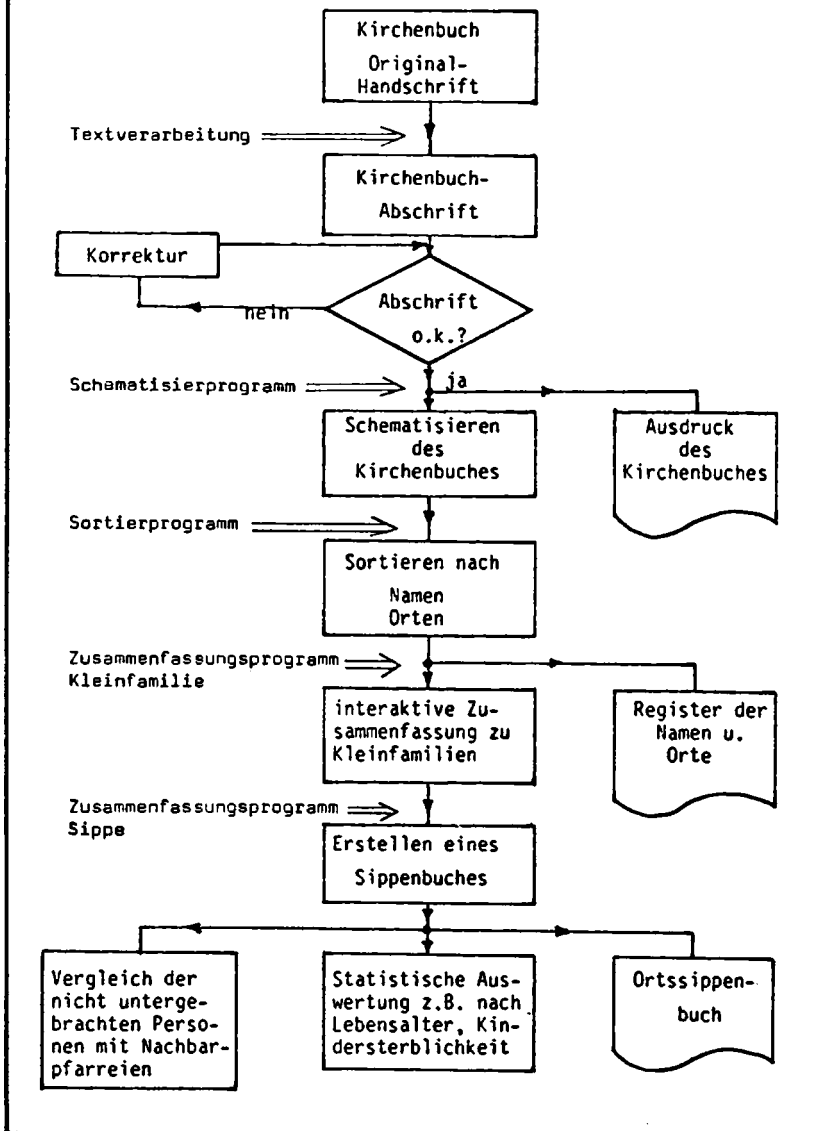 Kirchenbuch
Original-
Handschrift
Textverarbeitung
Kirchenbuch-
Abschrift
Korrektur
nein
Abschrift
o.k.?
ja
Schematisierprogramm
Schematisieren
des
Kirchenbuches
Ausdruck
des
Kirchenbuches
Sortierprogramm
Sortieren nach
Namen
Orten
Zusammenfassungsprogramm
Kleinfamilie
interaktive Zu-
sammenfassung zu
Kleinfamilien
Register der
Namen u.
Orte
Zusammenfassungsprogramm
Sippe
Erstellen eines
Sippenbuches
Vergleich der
nicht unterge-
brachten Perso-
nen mit Nachbar-
pfarreien
Statistische Aus-
wertung z.B. nach
Lebensalter, Kin-
dersterblichkeit
Ortssippen-
buch